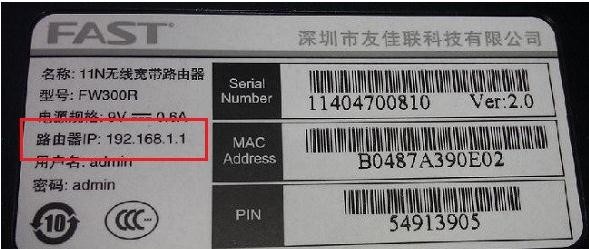 FAST
深圳市友佳联科技有限公司
名称: 11N无线宽带路由器
型号: FW300R
电源规格: 9V⎓0.6A
路由器IP: 192.168.1.1
用户名: admin
密码: admin
10
CCC
Serial Number
11404700810 Ver:2.0
MAC Address
B0487A390E02
PIN
54913905